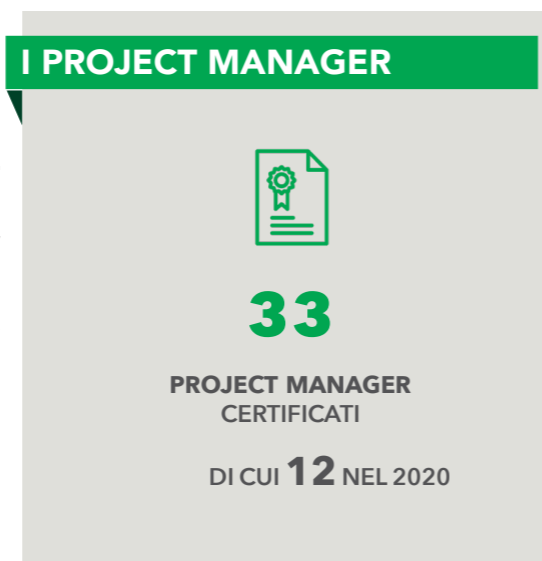 I PROJECT MANAGER
33
PROJECT MANAGER
CERTIFICATI
DI CUI 12 NEL 2020